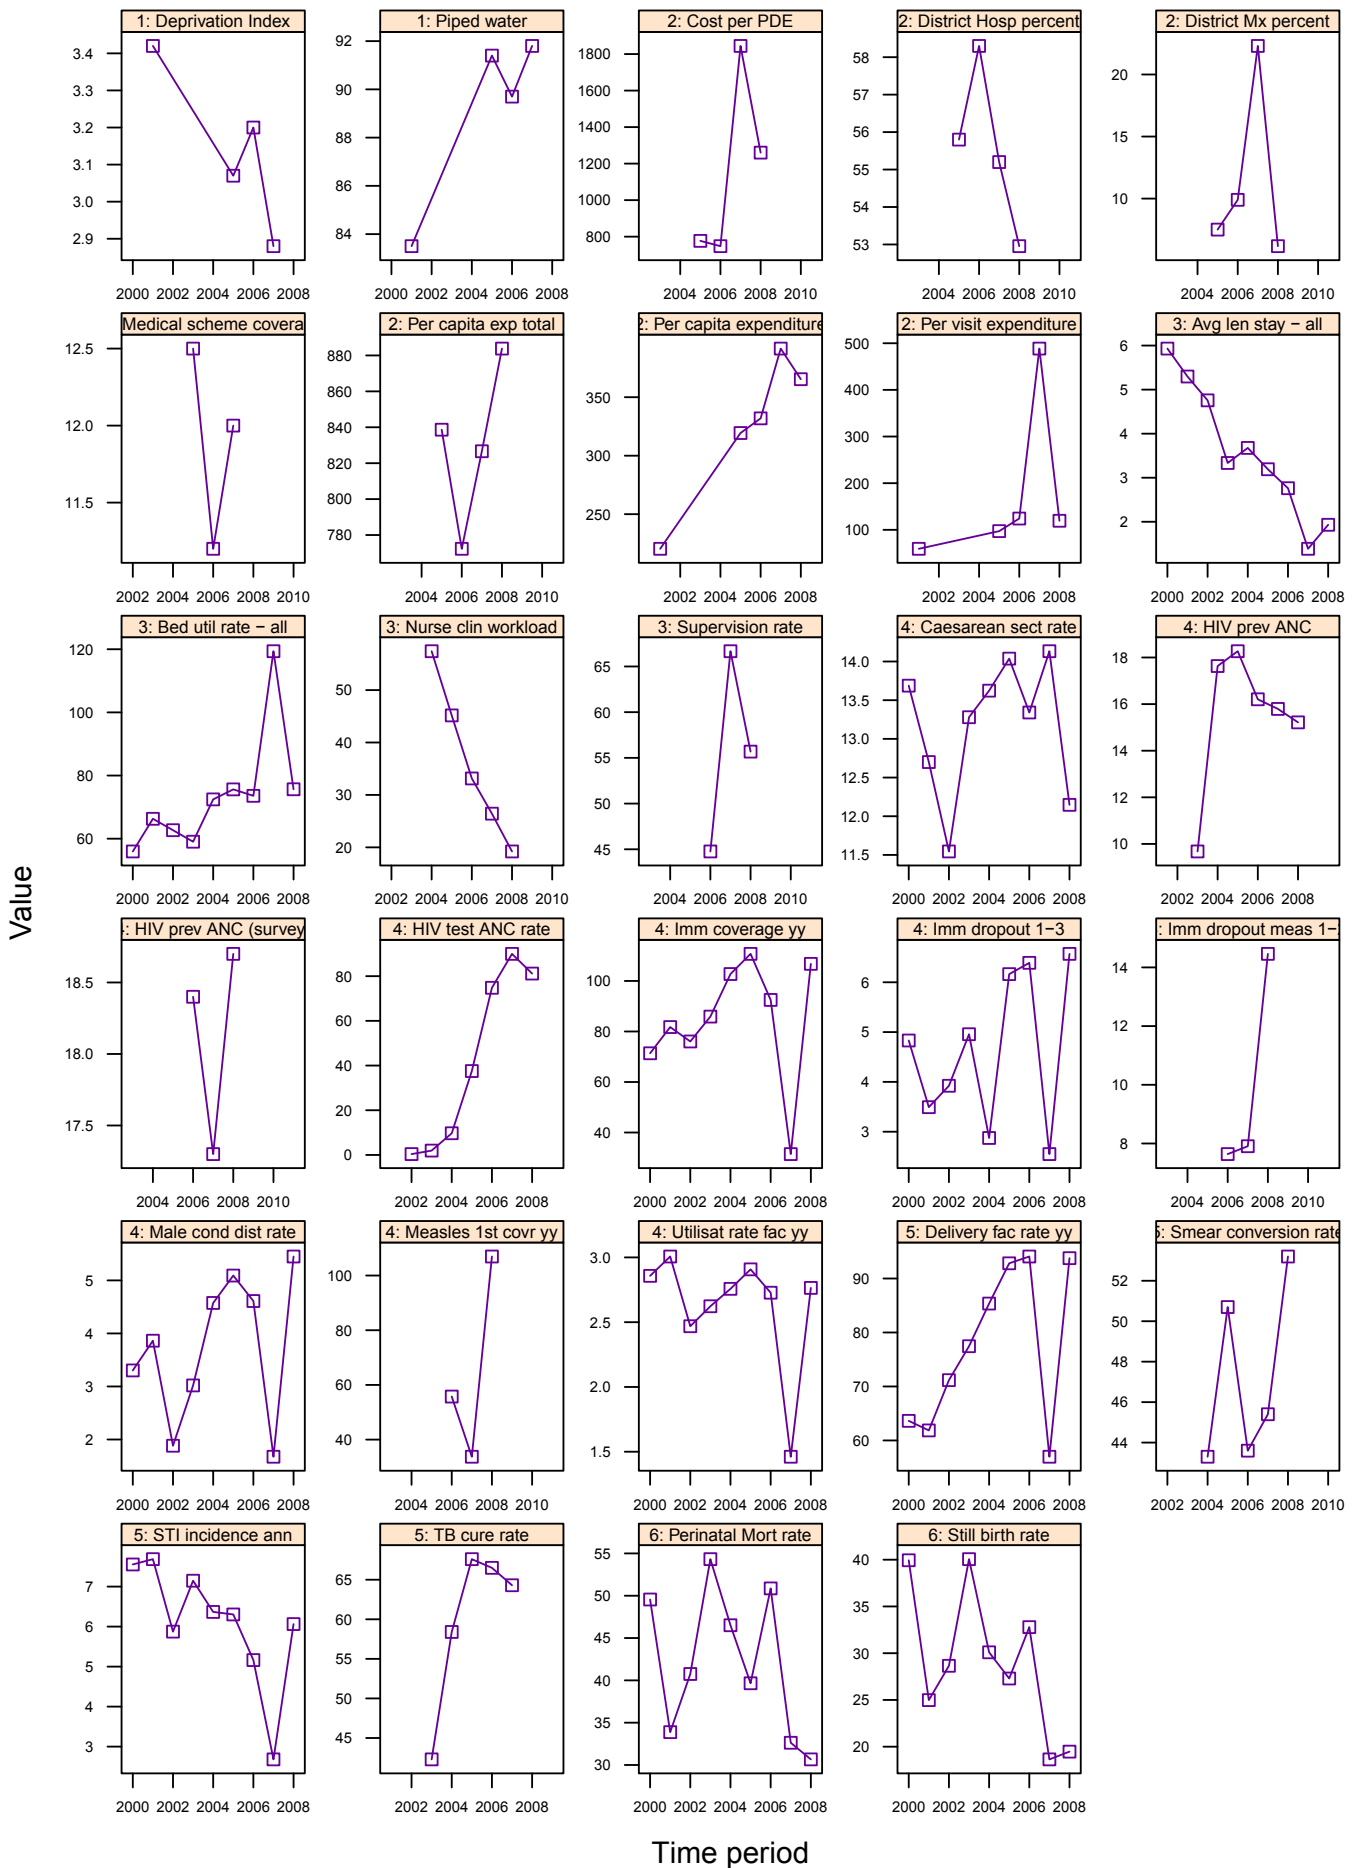 1: Deprivation Index
1: Piped water
2: Cost per PDE
2: District Hosp percent
2: District Mx percent
3.4
3.3
3.2
3.1
3.0
2.9
92
90
88
86
84
1800
1600
1400
1200
1000
800
58
57
56
55
54
53
20
15
10
2000 2002 2004 2006 2008
2000 2002 2004 2006 2008
2004 2006 2008 2010
2004 2006 2008 2010
2004 2006 2008 2010
Medical scheme covera
2: Per capita exp total
2: Per capita expenditure
2: Per visit expenditure
3: Avg len stay − all
12.5
12.0
11.5
880
860
840
820
800
780
350
300
250
500
400
300
200
100
6
5
4
3
2
2002 2004 2006 2008 2010
2004 2006 2008 2010
2002 2004 2006 2008
2002 2004 2006 2008
2000 2002 2004 2006 2008
3: Bed util rate − all
3: Nurse clin workload
3: Supervision rate
4: Caesarean sect rate
4: HIV prev ANC
120
100
80
60
50
40
30
20
65
60
55
50
45
14.0
13.5
13.0
12.5
12.0
11.5
18
16
14
12
10
2000 2002 2004 2006 2008
2002 2004 2006 2008 2010
2004 2006 2008 2010
2000 2002 2004 2006 2008
2002 2004 2006 2008
Value
: HIV prev ANC (survey
4: HIV test ANC rate
4: Imm coverage yy
4: Imm dropout 1−3
: Imm dropout meas 1−
18.5
18.0
17.5
80
60
40
20
0
100
80
60
40
6
5
4
3
14
12
10
8
2004 2006 2008 2010
2002 2004 2006 2008
2000 2002 2004 2006 2008
2000 2002 2004 2006 2008
2004 2006 2008 2010
4: Male cond dist rate
4: Measles 1st covr yy
4: Utilisat rate fac yy
5: Delivery fac rate yy
5: Smear conversion rate
5
4
3
2
100
80
60
40
3.0
2.5
2.0
1.5
90
80
70
60
52
50
48
46
44
2000 2002 2004 2006 2008
2004 2006 2008 2010
2000 2002 2004 2006 2008
2000 2002 2004 2006 2008
2002 2004 2006 2008 2010
5: STI incidence ann
5: TB cure rate
6: Perinatal Mort rate
6: Still birth rate
7
6
5
4
3
65
60
55
50
45
55
50
45
40
35
30
40
35
30
25
20
2000 2002 2004 2006 2008
2002 2004 2006 2008
2000 2002 2004 2006 2008
2000 2002 2004 2006 2008
Time period